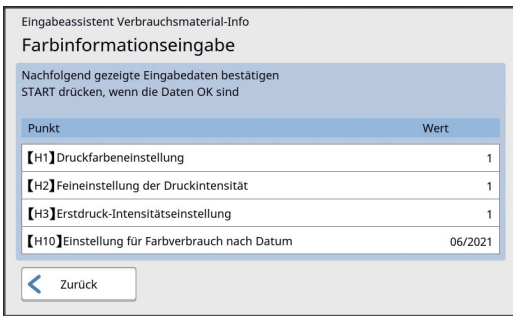 Eingabeassistent Verbrauchsmaterial-Info
Farbinformationseingabe
Nachfolgend gezeigte Eingabedaten bestätigen
START drücken, wenn die Daten OK sind
Punkt Wert
【H1】Druckfarbeneinstellung 1
【H2】Feineinstellung der Druckintensität 1
【H3】Erstdruck-Intensitätseinstellung 1
【H10】Einstellung für Farbverbrauch nach Datum 06/2021
Zurück